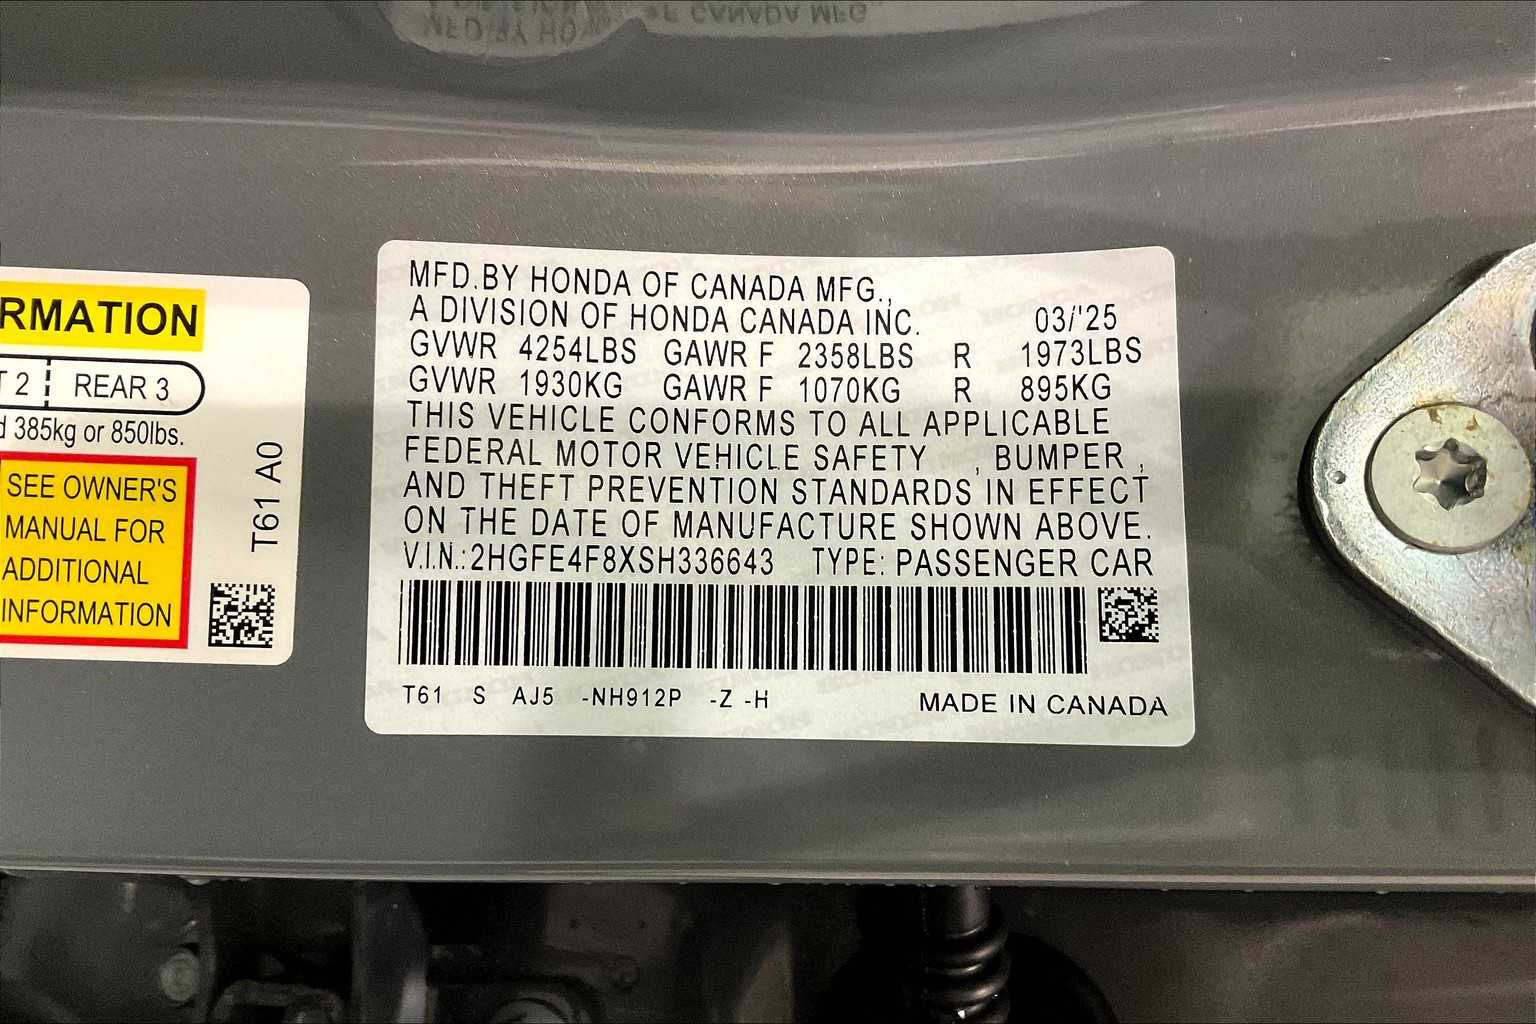 MFD.BY HONDA OF CANADA MFG.,
A DIVISION OF HONDA CANADA INC. 03/'25
GVWR 4254LBS GAWR F 2358LBS R 1973LBS
GVWR 1930KG GAWR F 1070KG R 895KG
THIS VEHICLE CONFORMS TO ALL APPLICABLE
FEDERAL MOTOR VEHICLE SAFETY , BUMPER ,
AND THEFT PREVENTION STANDARDS IN EFFECT
ON THE DATE OF MANUFACTURE SHOWN ABOVE.
V.I.N.:2HGFE4F8XSH336643 TYPE: PASSENGER CAR
T61 S AJ5 -NH912P -Z -H MADE IN CANADA
RMATION
T 2 REAR 3
d 385kg or 850lbs.
SEE OWNER'S
MANUAL FOR
ADDITIONAL
INFORMATION
T61 A0